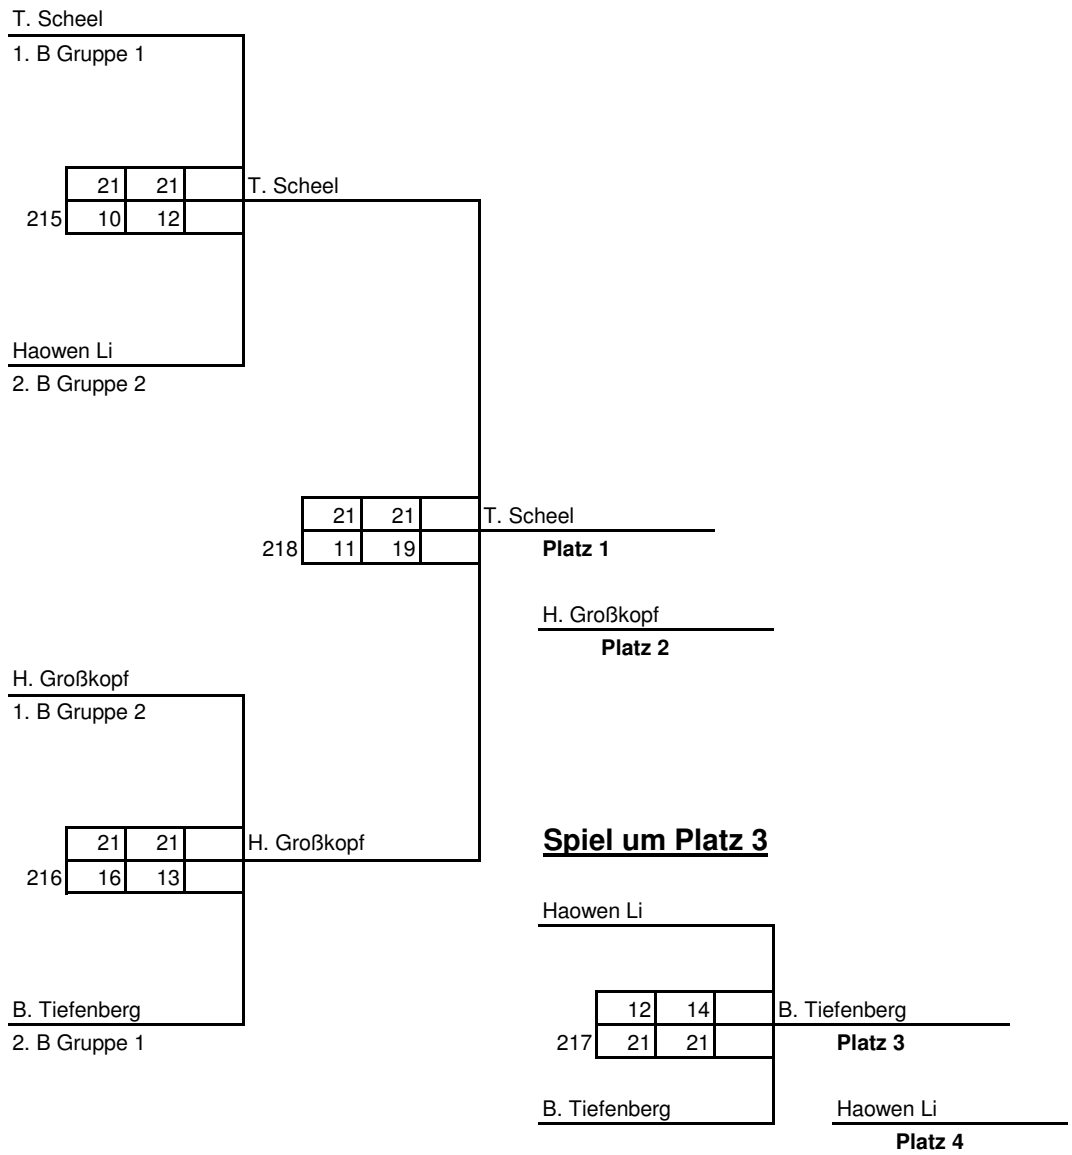 T. Scheel
1. B Gruppe 1
21 21 T. Scheel
215 10 12
Haowen Li
2. B Gruppe 2
21 21 T. Scheel
218 11 19 Platz 1
H. Großkopf
Platz 2
H. Großkopf
1. B Gruppe 2
21 21 H. Großkopf
216 16 13
B. Tiefenberg
2. B Gruppe 1
Spiel um Platz 3
Haowen Li
12 14 B. Tiefenberg
217 21 21 Platz 3
B. Tiefenberg
Haowen Li
Platz 4